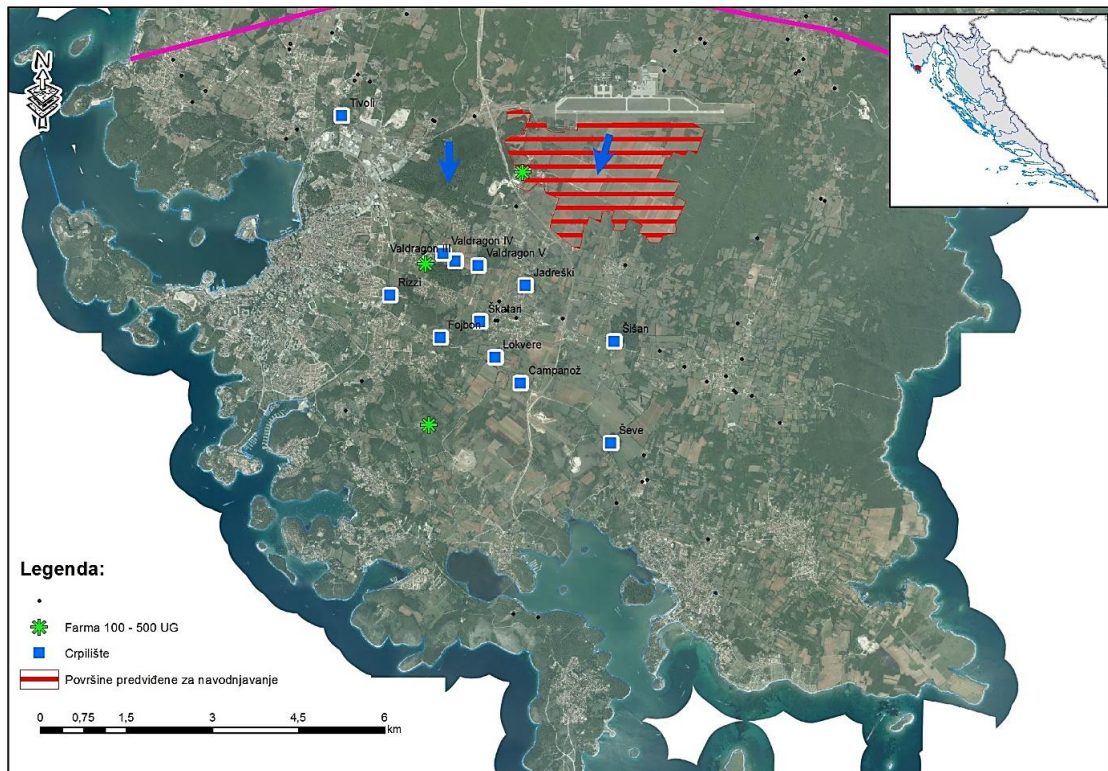 N
Tivoli
Valdragon IV
Valdragon III
Valdragon V
Jadreški
Rizzi
Škatari
Fojbon
Šišan
Lokvere
Campanož
Ševe
Legenda:
Farma 100 - 500 UG
Crpilište
Površine predviđene za navodnjavanje
0 0,75 1,5 3 4,5 6
km